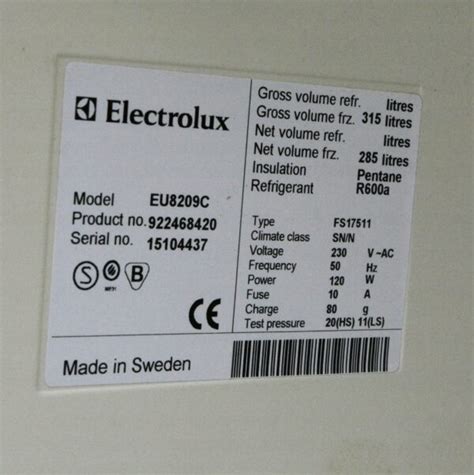 Electrolux
Model EU8209C
Product no. 922468420
Serial no. 15104437
S
B
CE
Made in Sweden
Gross volume refr. litres
Gross volume frz. 315 litres
Net volume refr. litres
Net volume frz. 285 litres
Insulation Pentane
Refrigerant R600a
Type FS17511
Climate class SN/N
Voltage 230 V ~AC
Frequency 50 Hz
Power 120 W
Fuse 10 A
Charge 80 g
Test pressure 20(HS) 11(LS)